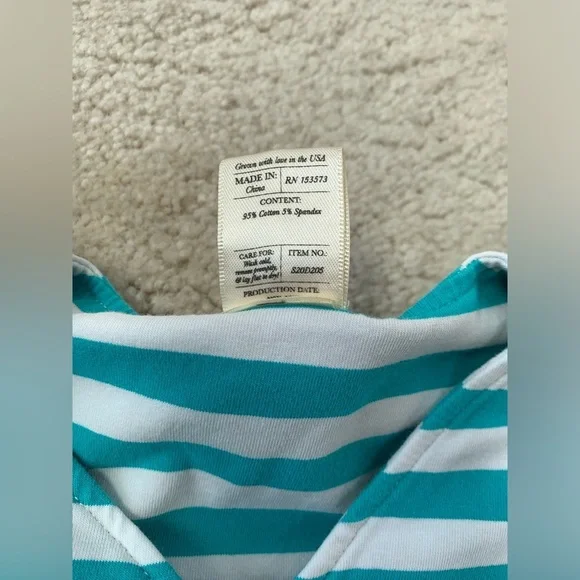 Grown with love in the USA
MADE IN: China
RN 153573
CONTENT:
95% Cotton 5% Spandex
CARE FOR:
Wash cold,
remove promptly,
& lay flat to dry!
ITEM NO.:
S20D205
PRODUCTION DATE: